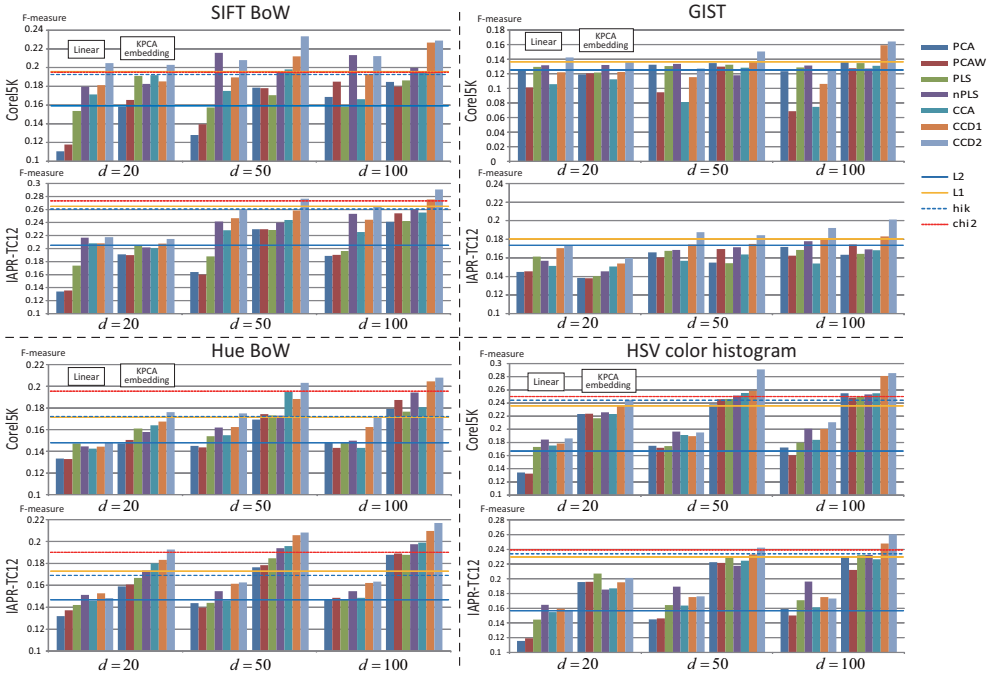 SIFT BoW
F-measure
Linear
KPCA
embedding
Corel5K
0.24
0.22
0.2
0.18
0.16
0.14
0.12
0.1
d = 20
d = 50
d = 100
F-measure
IAPR-TC12
0.3
0.28
0.26
0.24
0.22
0.2
0.18
0.16
0.14
0.12
0.1
d = 20
d = 50
d = 100
GIST
F-measure
Linear
KPCA
embedding
Corel5K
0.18
0.16
0.14
0.12
0.1
0.08
0.06
0.04
0.02
0
d = 20
d = 50
d = 100
F-measure
IAPR-TC12
0.24
0.22
0.2
0.18
0.16
0.14
0.12
0.1
d = 20
d = 50
d = 100
PCA
PCAW
PLS
nPLS
CCA
CCD1
CCD2
L2
L1
hik
chi2
Hue BoW
F-measure
Linear
KPCA
embedding
Corel5K
0.22
0.2
0.18
0.16
0.14
0.12
0.1
d = 20
d = 50
d = 100
F-measure
IAPR-TC12
0.22
0.2
0.18
0.16
0.14
0.12
0.1
d = 20
d = 50
d = 100
HSV color histogram
F-measure
Linear
KPCA
embedding
Corel5K
0.3
0.28
0.26
0.24
0.22
0.2
0.18
0.16
0.14
0.12
0.1
d = 20
d = 50
d = 100
F-measure
IAPR-TC12
0.28
0.26
0.24
0.22
0.2
0.18
0.16
0.14
0.12
0.1
d = 20
d = 50
d = 100